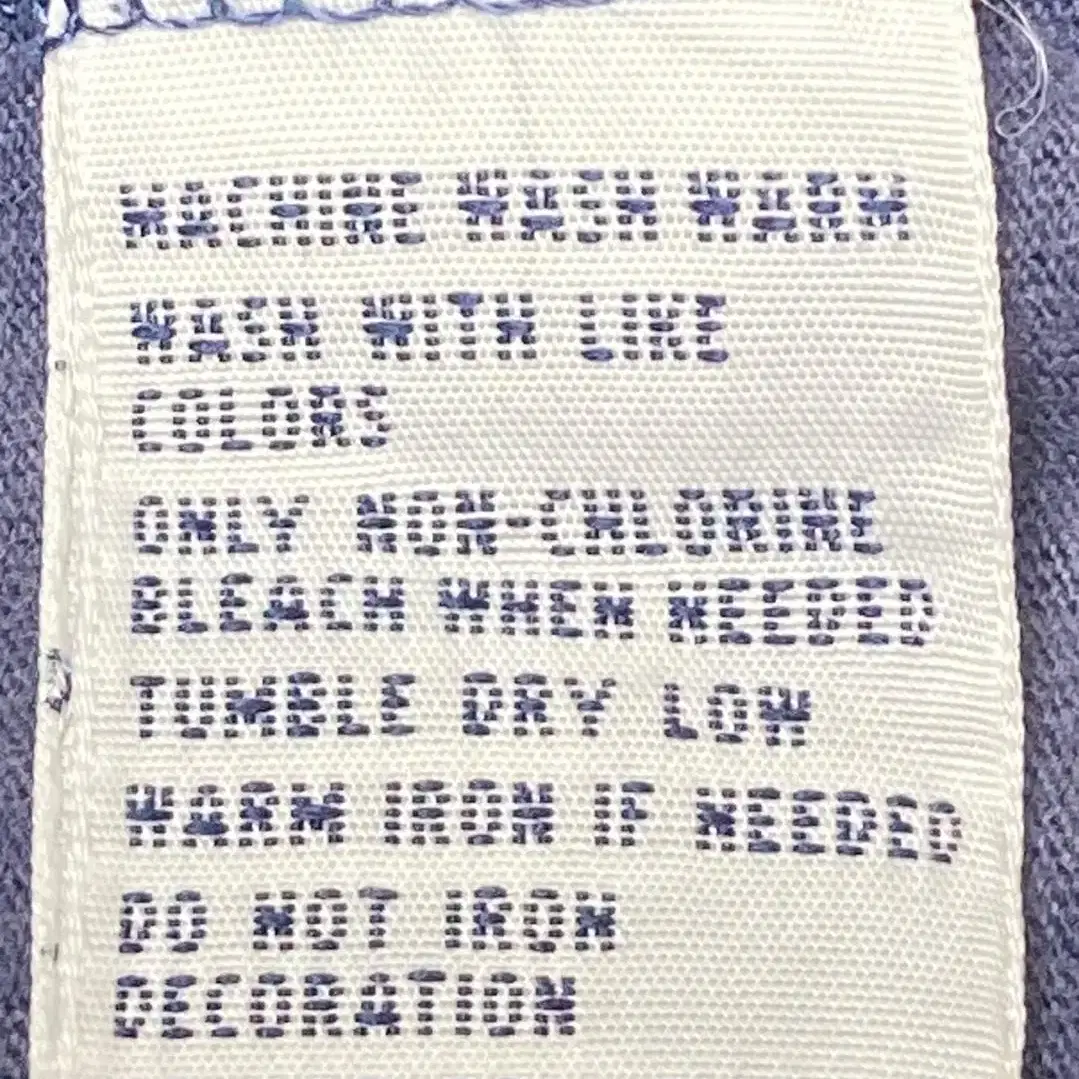 MACHINE WASH WARM
WASH WITH LIKE
COLORS
ONLY NON-CHLORINE
BLEACH WHEN NEEDED
TUMBLE DRY LOW
WARM IRON IF NEEDED
DO NOT IRON
DECORATION